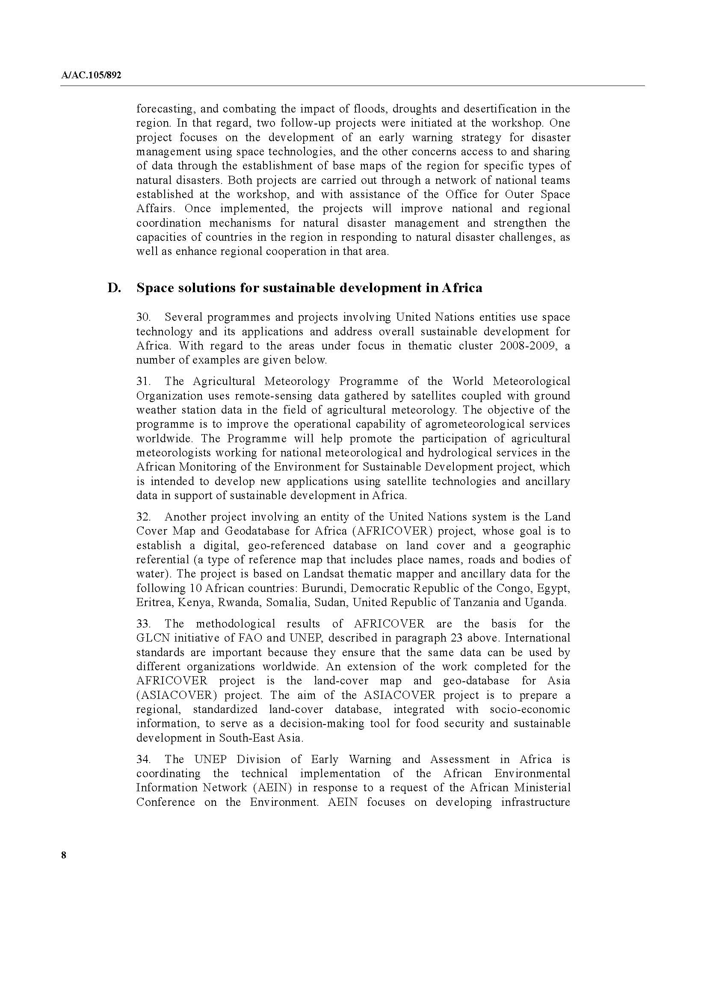 A/AC.105/892
forecasting, and combating the impact of floods, droughts and desertification in the
region. In that regard, two follow-up projects were initiated at the workshop. One
project focuses on the development of an early warning strategy for disaster
management using space technologies, and the other concerns access to and sharing
of data through the establishment of base maps of the region for specific types of
natural disasters. Both projects are carried out through a network of national teams
established at the workshop, and with assistance of the Office for Outer Space
Affairs. Once implemented, the projects will improve national and regional
coordination mechanisms for natural disaster management and strengthen the
capacities of countries in the region in responding to natural disaster challenges, as
well as enhance regional cooperation in that area.
D. Space solutions for sustainable development in Africa
30. Several programmes and projects involving United Nations entities use space
technology and its applications and address overall sustainable development for
Africa. With regard to the areas under focus in thematic cluster 2008-2009, a
number of examples are given below.
31. The Agricultural Meteorology Programme of the World Meteorological
Organization uses remote-sensing data gathered by satellites coupled with ground
weather station data in the field of agricultural meteorology. The objective of the
programme is to improve the operational capability of agrometeorological services
worldwide. The Programme will help promote the participation of agricultural
meteorologists working for national meteorological and hydrological services in the
African Monitoring of the Environment for Sustainable Development project, which
is intended to develop new applications using satellite technologies and ancillary
data in support of sustainable development in Africa.
32. Another project involving an entity of the United Nations system is the Land
Cover Map and Geodatabase for Africa (AFRICOVER) project, whose goal is to
establish a digital, geo-referenced database on land cover and a geographic
referential (a type of reference map that includes place names, roads and bodies of
water). The project is based on Landsat thematic mapper and ancillary data for the
following 10 African countries: Burundi, Democratic Republic of the Congo, Egypt,
Eritrea, Kenya, Rwanda, Somalia, Sudan, United Republic of Tanzania and Uganda.
33. The methodological results of AFRICOVER are the basis for the
GLCN initiative of FAO and UNEP, described in paragraph 23 above. International
standards are important because they ensure that the same data can be used by
different organizations worldwide. An extension of the work completed for the
AFRICOVER project is the land-cover map and geo-database for Asia
(ASIACOVER) project. The aim of the ASIACOVER project is to prepare a
regional, standardized land-cover database, integrated with socio-economic
information, to serve as a decision-making tool for food security and sustainable
development in South-East Asia.
34. The UNEP Division of Early Warning and Assessment in Africa is
coordinating the technical implementation of the African Environmental
Information Network (AEIN) in response to a request of the African Ministerial
Conference on the Environment. AEIN focuses on developing infrastructure
8